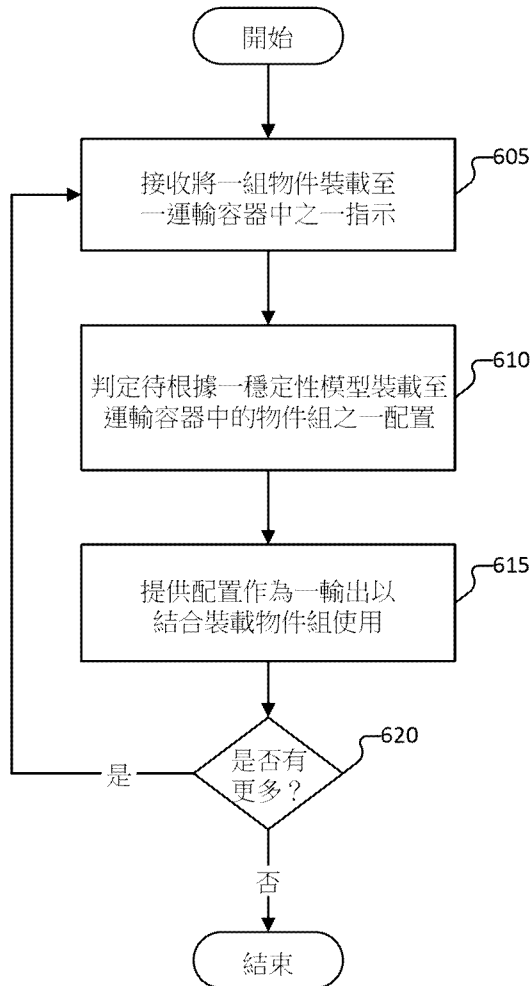 開始
接收將一組物件裝載至
一運輸容器中之一指示
605
判定待根據一穩定性模型裝載至
運輸容器中的物件組之一配置
610
提供配置作為一輸出以
結合裝載物件組使用
615
是否有
更多？
620
是
否
結束